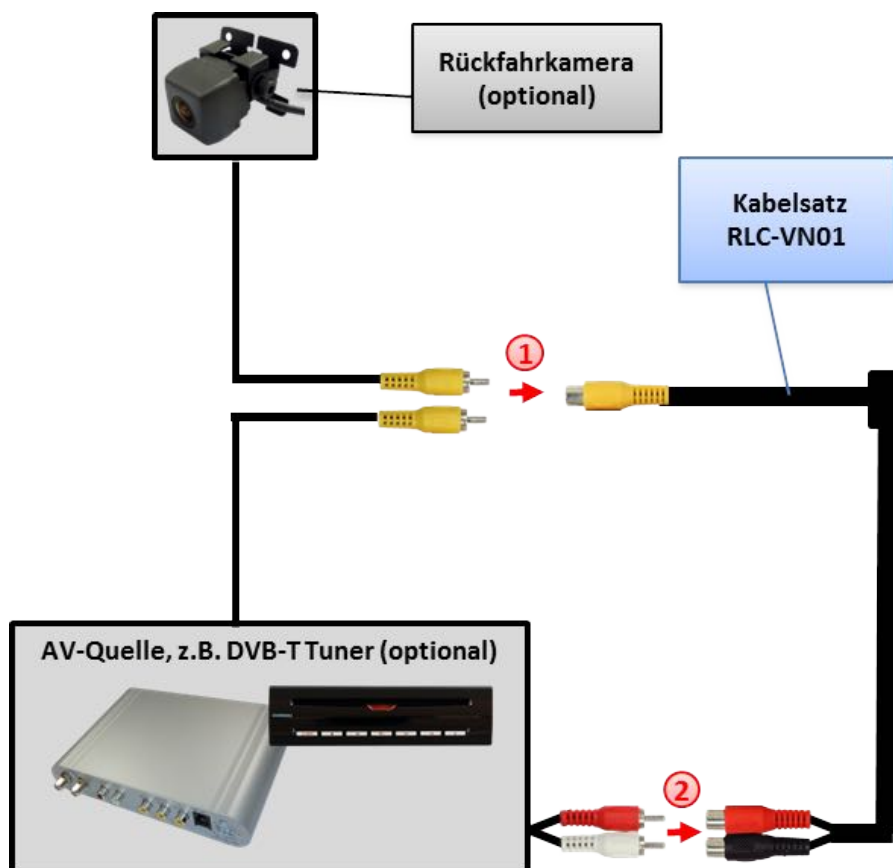 Rückfahrkamera
(optional)
Kabelsatz
RLC-VN01
1
AV-Quelle, z.B. DVB-T Tuner (optional)
2